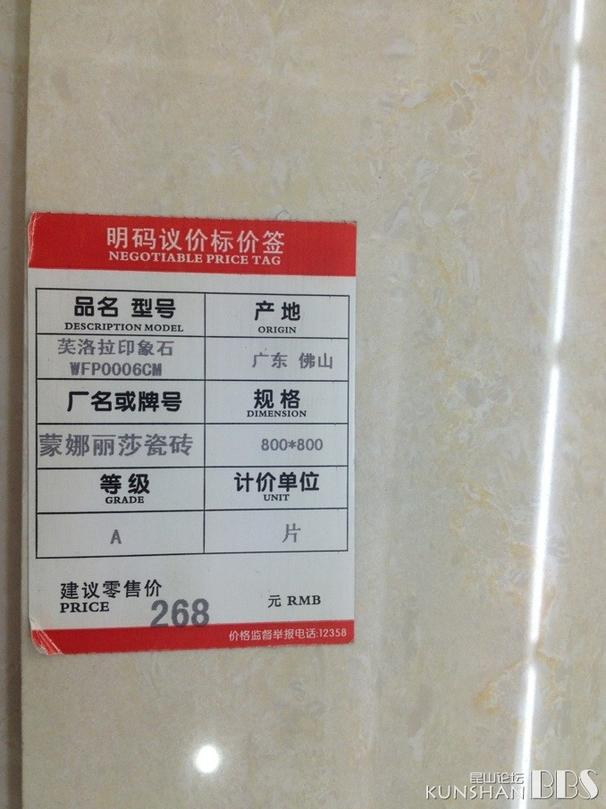 明码议价标价签
NEGOTIABLE PRICE TAG
品名 型号
DESCRIPTION MODEL
产地
ORIGIN
芙洛拉印象石
WFP0006CM
广东 佛山
厂名或牌号
规格
DIMENSION
蒙娜丽莎瓷砖
800*800
等级
GRADE
计价单位
UNIT
A
片
建议零售价
PRICE
268
元 RMB
价格监督举报电话:12358
昆山论坛
KUNSHAN BBS